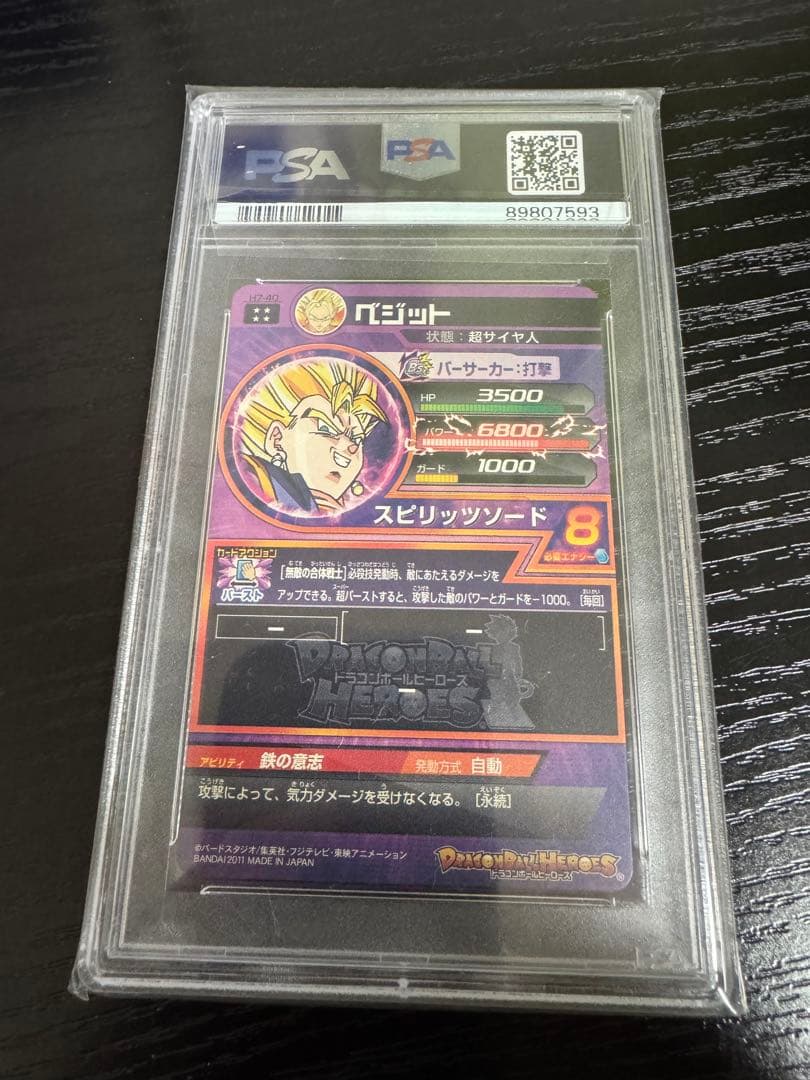 PSA
PSA
89807593
H7-40
ベジット
状態：超サイヤ人
バーサーカー：打撃
HP 3500
パワー 6800
ガード 1000
スピリッツソード
8
必要エナジー
カードアクション
バースト
[無敵の合体戦士]必殺技発動時、敵にあたえるダメージを
アップできる。超バーストすると、攻撃した敵のパワーとガードを-1000。 [毎回]
DRAGONBALL
ドラゴンボールヒーローズ
HEROES
アビリティ 鉄の意志 発動方式 自動
攻撃によって、気力ダメージを受けなくなる。 [永続]
©バードスタジオ/集英社・フジテレビ・東映アニメーション
BANDAI 2011 MADE IN JAPAN
DRAGONBALL HEROES
ドラゴンボールヒーローズ